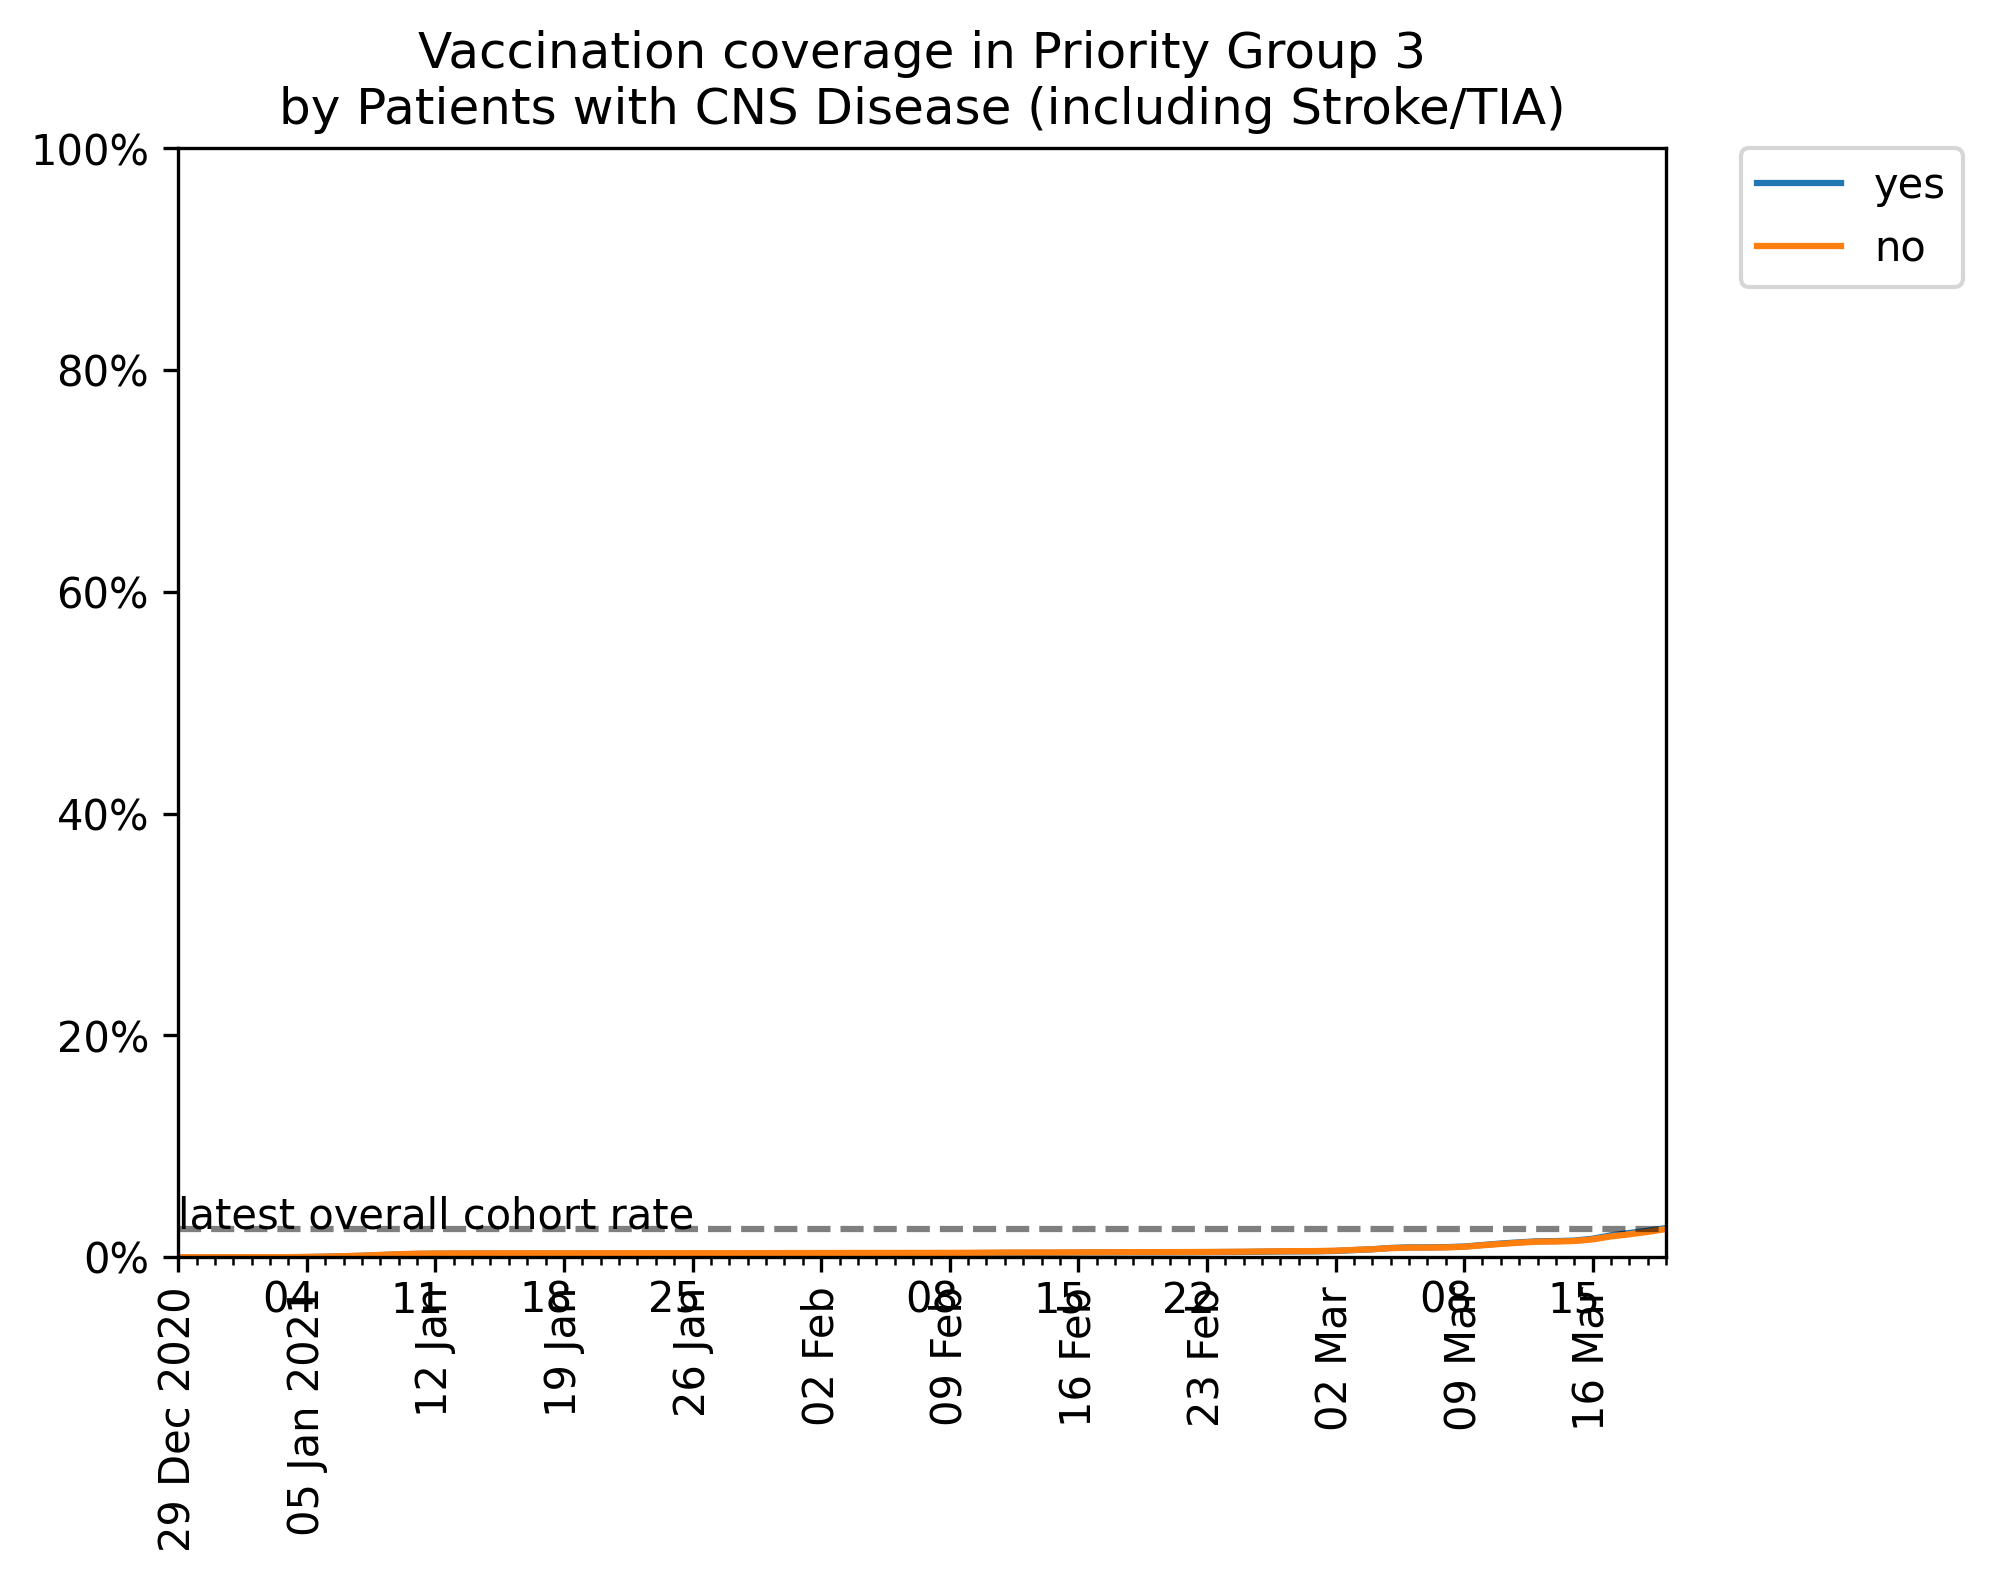 Vaccination coverage in Priority Group 3
by Patients with CNS Disease (including Stroke/TIA)
100%
80%
60%
40%
20%
0%
yes
no
latest overall cohort rate
04
11
18
25
08
15
22
08
15
29 Dec 2020
05 Jan 2021
12 Jan
19 Jan
26 Jan
02 Feb
09 Feb
16 Feb
23 Feb
02 Mar
09 Mar
16 Mar